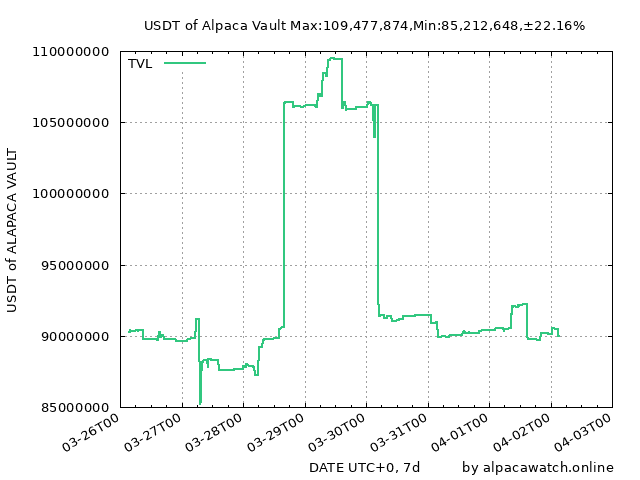 USDT of Alpaca Vault Max:109,477,874,Min:85,212,648,±22.16%
TVL
110000000
105000000
100000000
95000000
90000000
85000000
USDT of ALAPACA VAULT
03-26T00
03-27T00
03-28T00
03-29T00
03-30T00
03-31T00
04-01T00
04-02T00
04-03T00
DATE UTC+0, 7d
by alpacawatch.online